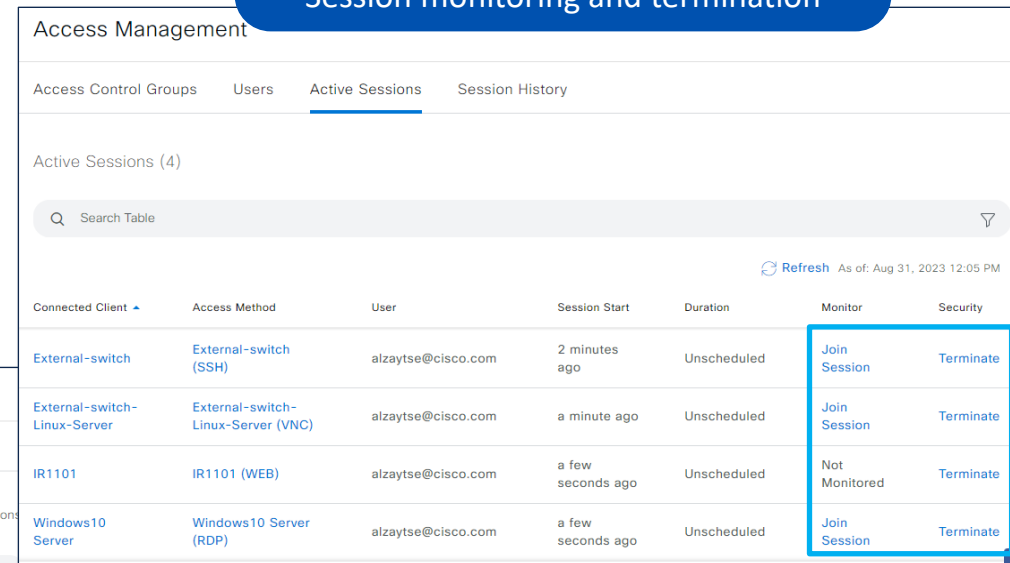 Session monitoring and termination
Access Management
Access Control Groups Users Active Sessions Session History
Active Sessions (4)
Search Table
Refresh As of: Aug 31, 2023 12:05 PM
Connected Client Access Method User Session Start Duration Monitor Security
External-switch External-switch (SSH) alzaytse@cisco.com 2 minutes ago Unscheduled Join Session Terminate
External-switch-Linux-Server External-switch-Linux-Server (VNC) alzaytse@cisco.com a minute ago Unscheduled Join Session Terminate
IR1101 IR1101 (WEB) alzaytse@cisco.com a few seconds ago Unscheduled Not Monitored Terminate
ons
Windows10 Server Windows10 Server (RDP) alzaytse@cisco.com a few seconds ago Unscheduled Join Session Terminate